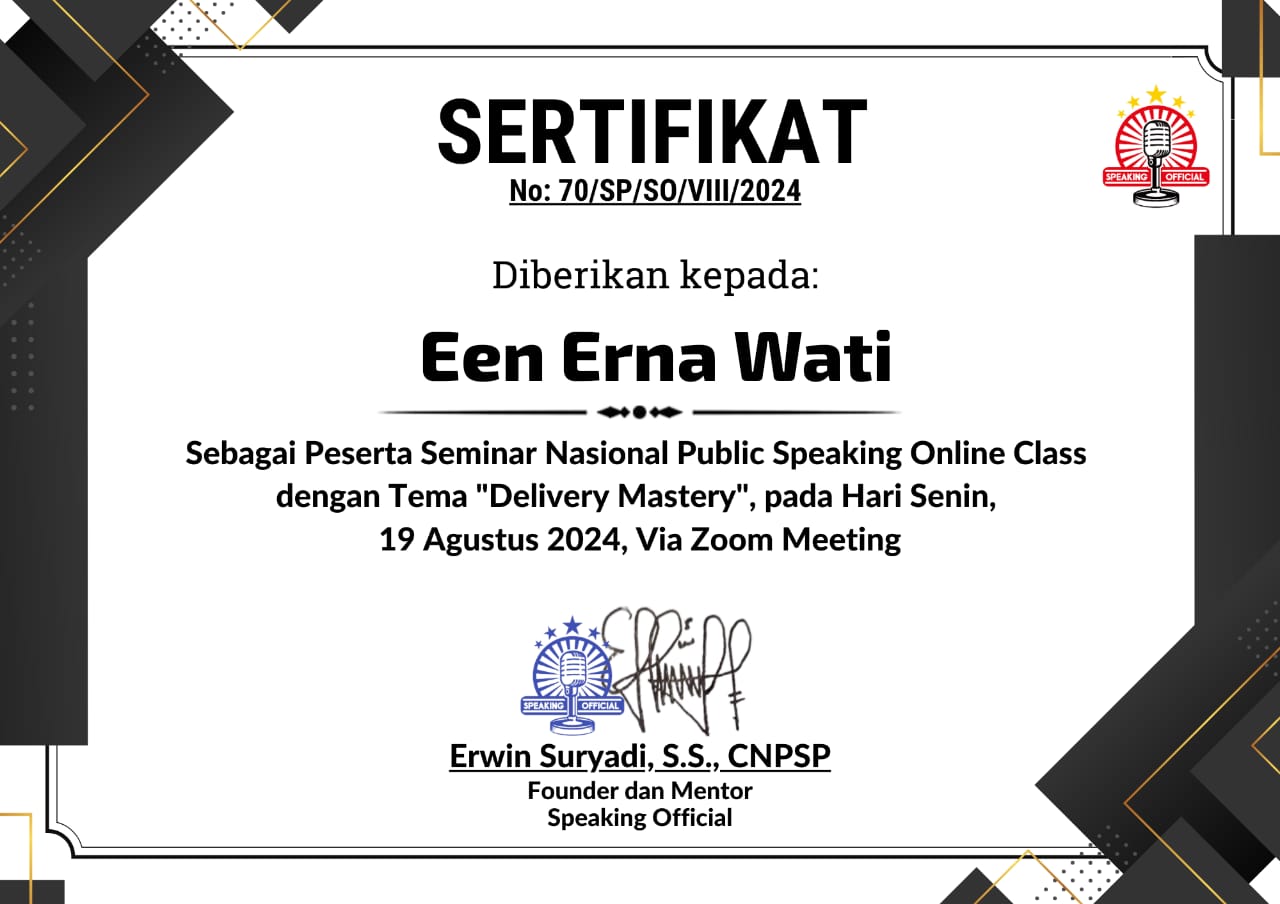 SERTIFIKAT
No: 70/SP/SO/VIII/2024
SPEAKING OFFICIAL
Diberikan kepada:
Een Erna Wati
Sebagai Peserta Seminar Nasional Public Speaking Online Class
dengan Tema "Delivery Mastery", pada Hari Senin,
19 Agustus 2024, Via Zoom Meeting
SPEAKING OFFICIAL
Erwin Suryadi, S.S., CNPSP
Founder dan Mentor
Speaking Official